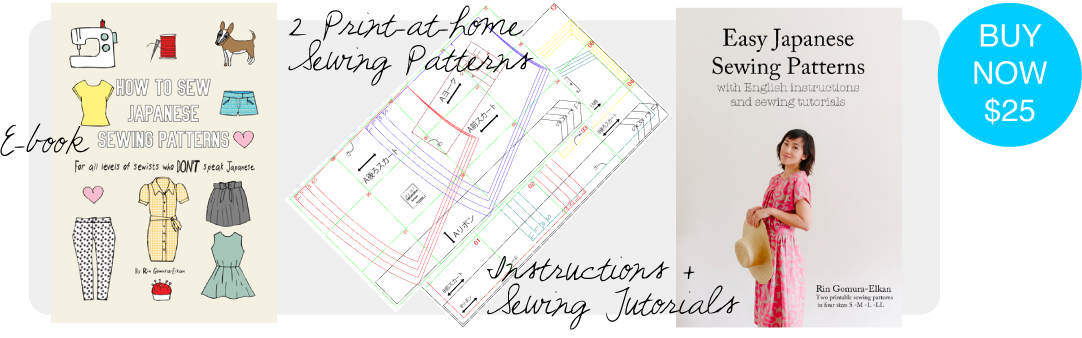 E-book
HOW TO SEW
JAPANESE
SEWING PATTERNS
For all levels of sewists who DON'T speak Japanese.
By Rin Gomura-Elkan
2 Print-at-home
Sewing Patterns
Aヨーク
A前スカート
A後ろスカート
Aリボン
Instructions +
Sewing Tutorials
Easy Japanese
Sewing Patterns
with English instructions
and sewing tutorials
Rin Gomura-Elkan
Two printable sewing patterns
in four sizes S -M -L -LL
BUY
NOW
$25